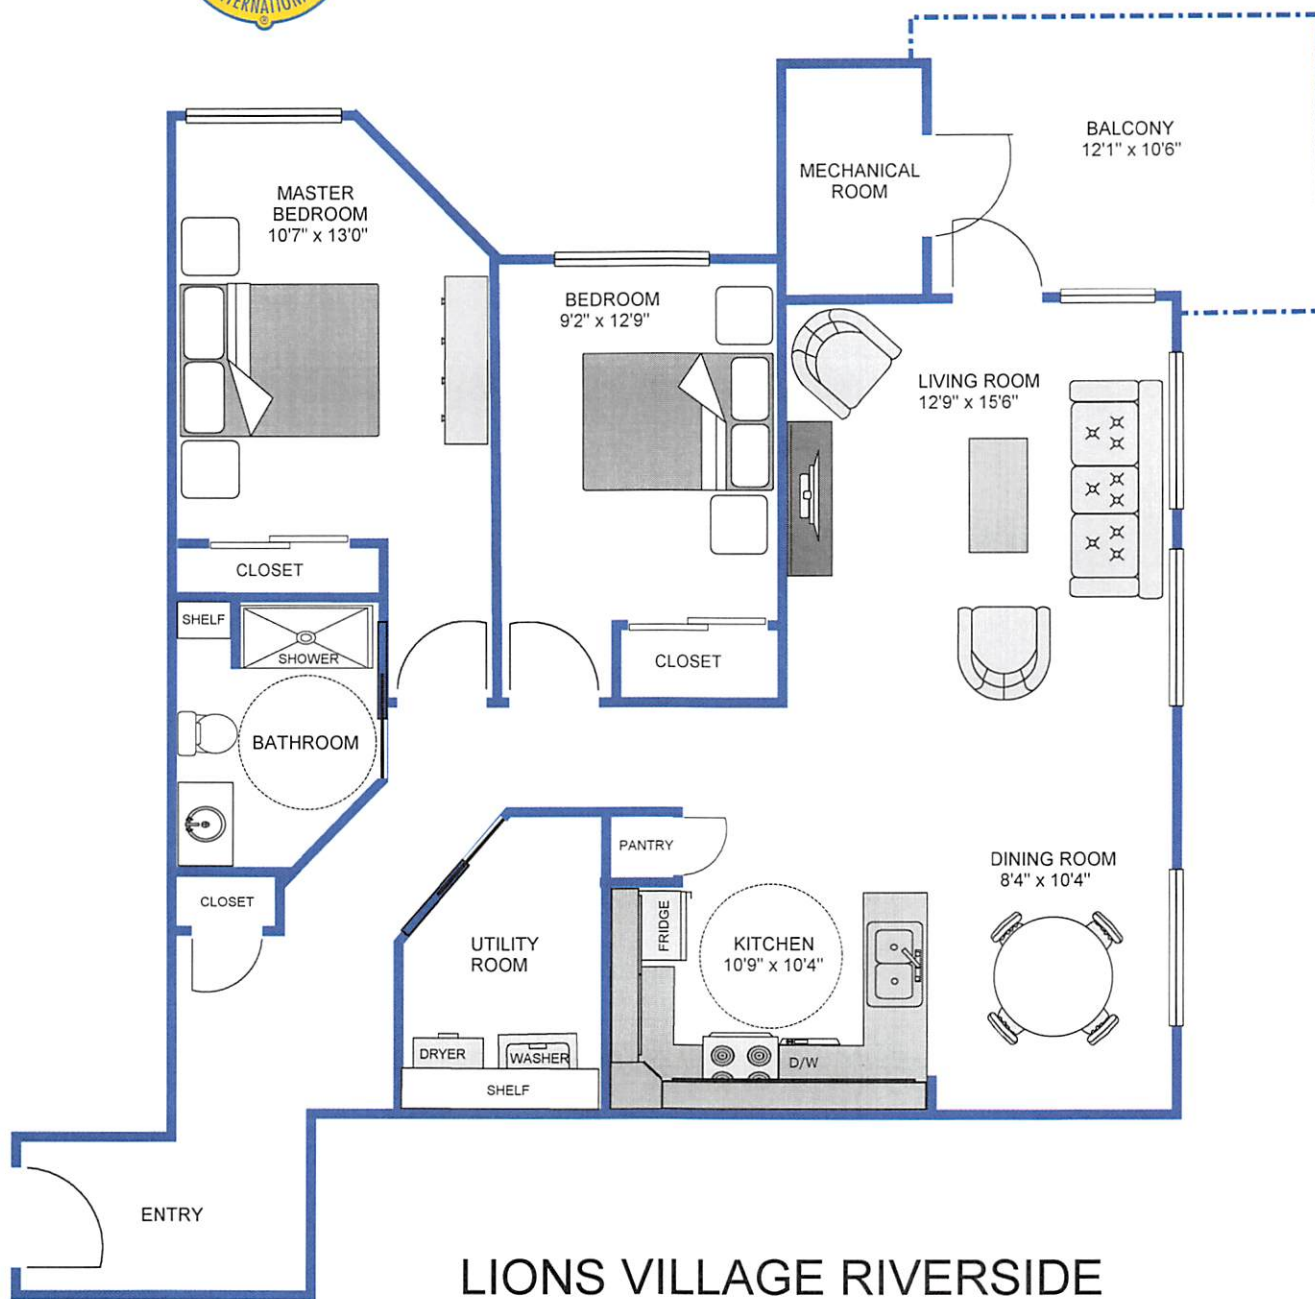 INTERNATIONAL
®
BALCONY
12'1" x 10'6"
MECHANICAL
ROOM
MASTER
BEDROOM
10'7" x 13'0"
BEDROOM
9'2" x 12'9"
LIVING ROOM
12'9" x 15'6"
CLOSET
SHELF
SHOWER
CLOSET
BATHROOM
PANTRY
DINING ROOM
8'4" x 10'4"
CLOSET
FRIDGE
UTILITY
ROOM
KITCHEN
10'9" x 10'4"
DRYER
WASHER
D/W
SHELF
ENTRY
LIONS VILLAGE RIVERSIDE